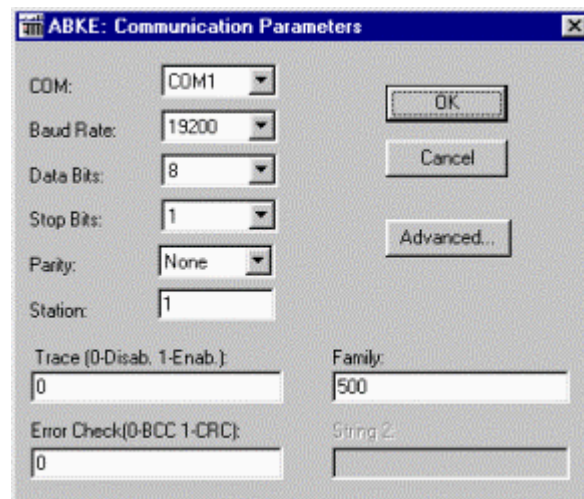 ABKE: Communication Parameters
COM: COM1
OK
Baud Rate: 19200
Cancel
Data Bits: 8
Stop Bits: 1
Advanced...
Parity: None
Station: 1
Trace (0-Disab. 1-Enab.): Family:
0 500
Error Check(0-BCC 1-CRC): String 2:
0